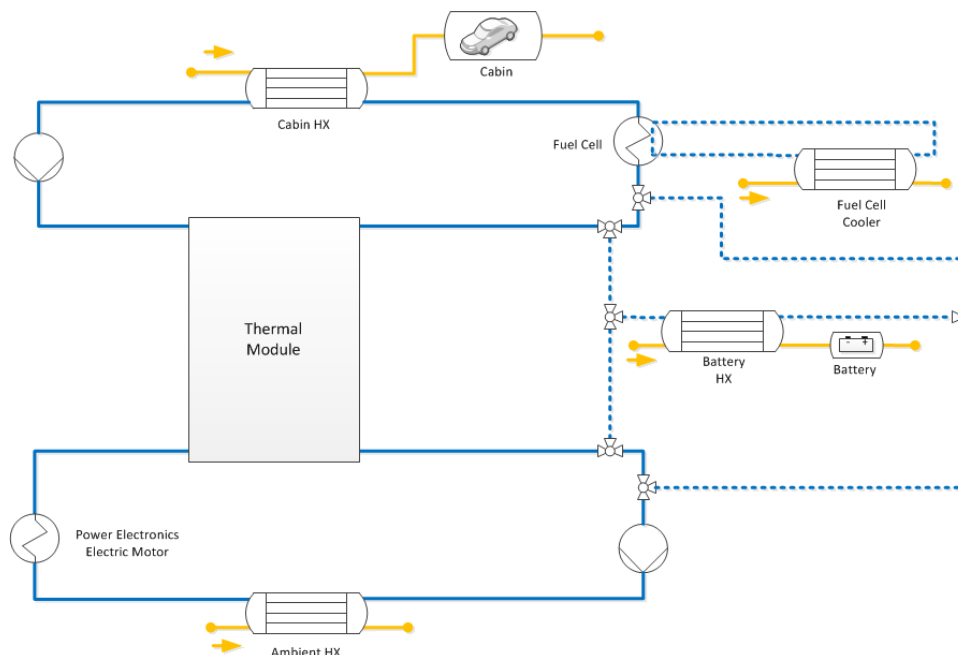 Cabin
Cabin HX
Fuel Cell
Fuel Cell
Cooler
Thermal
Module
Battery
HX
Battery
Power Electronics
Electric Motor
Ambient HX